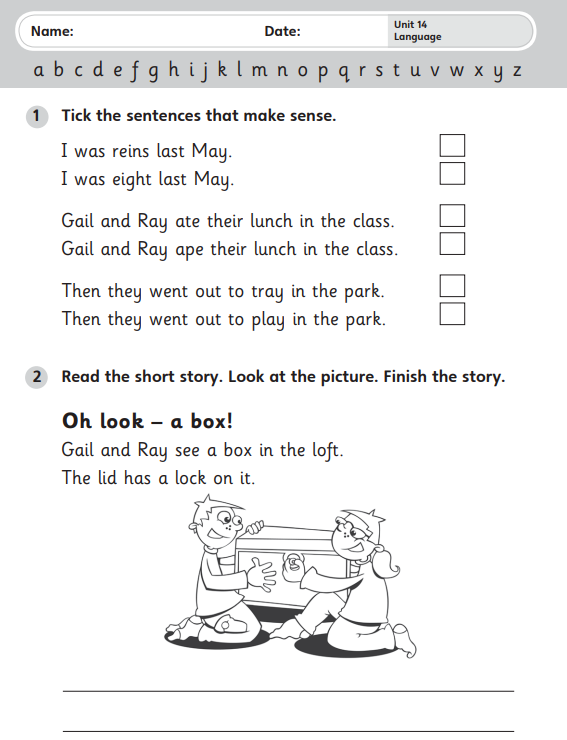 Name:
Date:
Unit 14
Language
a b c d e f g h i j k l m n o p q r s t u v w x y z
1 Tick the sentences that make sense.
I was reins last May.
I was eight last May.
Gail and Ray ate their lunch in the class.
Gail and Ray ape their lunch in the class.
Then they went out to tray in the park.
Then they went out to play in the park.
2 Read the short story. Look at the picture. Finish the story.
Oh look – a box!
Gail and Ray see a box in the loft.
The lid has a lock on it.